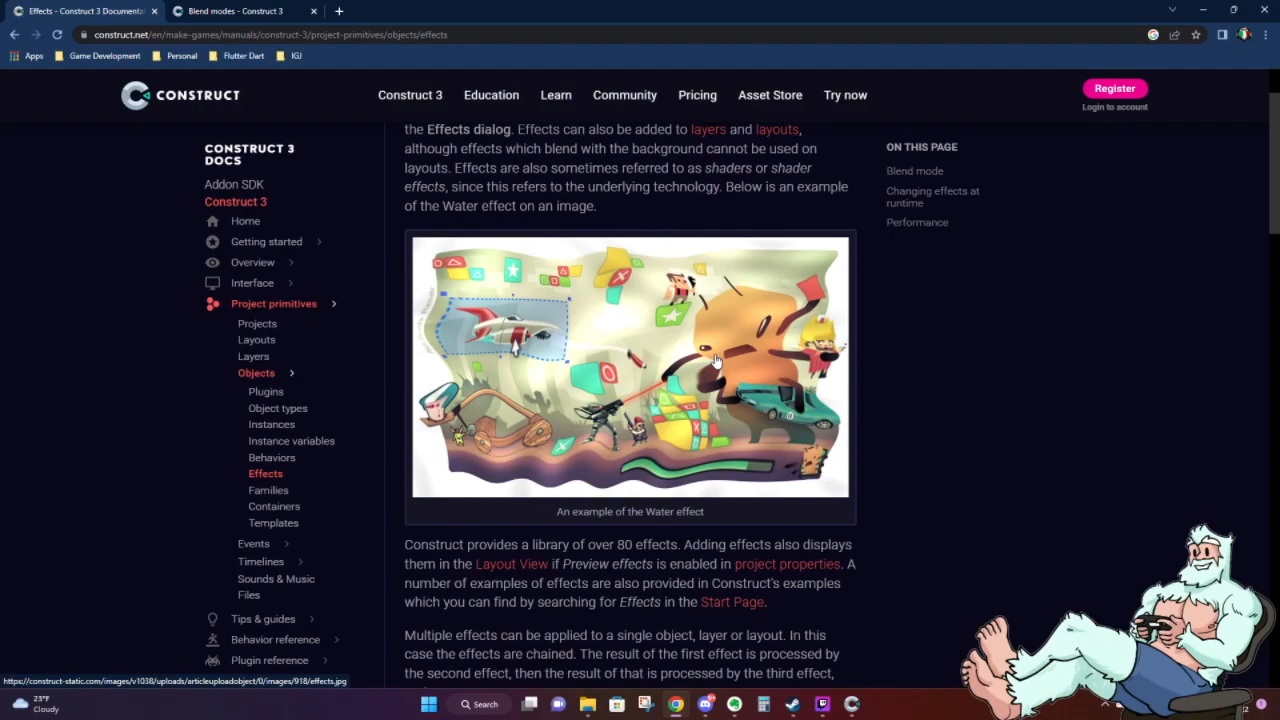 Effects - Construct 3 Documenta
Blend modes - Construct 3
construct.net/en/make-games/manuals/construct-3/project-primitives/objects/effects
Apps
Game Development
Personal
Flutter Dart
IGJ
CONSTRUCT
Construct 3
Education
Learn
Community
Pricing
Asset Store
Try now
Register
Login to account
CONSTRUCT 3
DOCS
Addon SDK
Construct 3
Home
Getting started
Overview
Interface
Project primitives
Projects
Layouts
Layers
Objects
Plugins
Object types
Instances
Instance variables
Behaviors
Effects
Families
Containers
Templates
Events
Timelines
Sounds & Music
Files
Tips & guides
Behavior reference
Plugin reference
the Effects dialog. Effects can also be added to layers and layouts,
although effects which blend with the background cannot be used on
layouts. Effects are also sometimes referred to as shaders or shader
effects, since this refers to the underlying technology. Below is an example
of the Water effect on an image.
An example of the Water effect
Construct provides a library of over 80 effects. Adding effects also displays
them in the Layout View if Preview effects is enabled in project properties. A
number of examples of effects are also provided in Construct's examples
which you can find by searching for Effects in the Start Page.
Multiple effects can be applied to a single object, layer or layout. In this
case the effects are chained. The result of the first effect is processed by
the second effect, then the result of that is processed by the third effect,
ON THIS PAGE
Blend mode
Changing effects at
runtime
Performance
https://construct-static.com/images/v1038/uploads/articleuploadobject/0/images/918/effects.jpg
23°F
Cloudy
Search